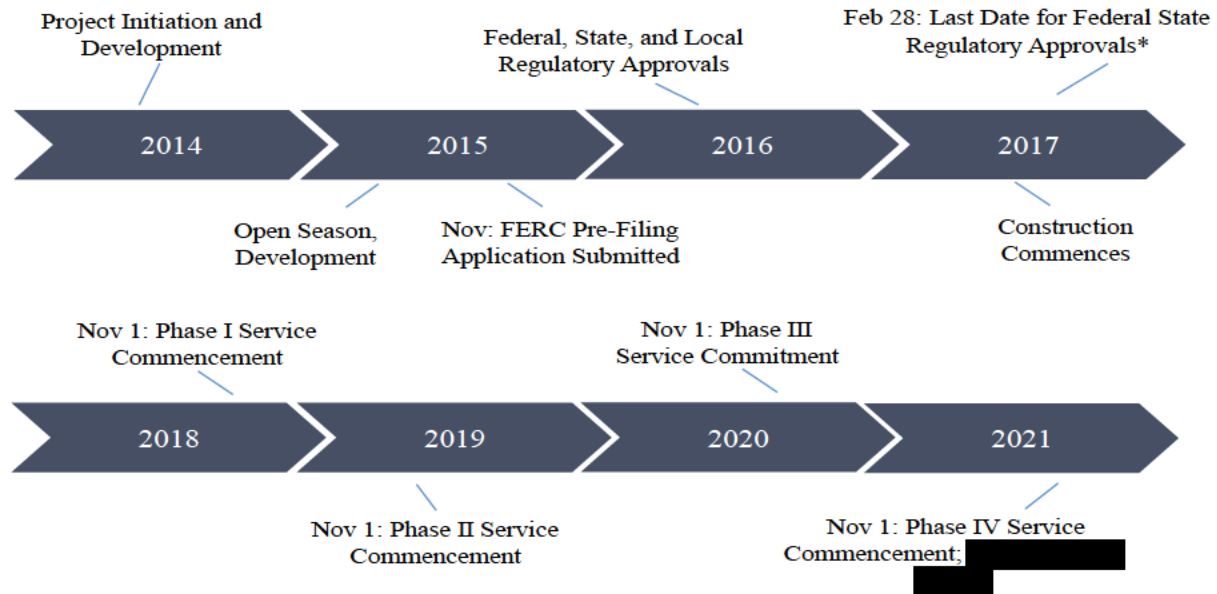 Project Initiation and
Development
Federal, State, and Local
Regulatory Approvals
Feb 28: Last Date for Federal State
Regulatory Approvals*
2014
2015
2016
2017
Open Season,
Development
Nov: FERC Pre-Filing
Application Submitted
Construction
Commences
Nov 1: Phase I Service
Commencement
Nov 1: Phase III
Service Commitment
2018
2019
2020
2021
Nov 1: Phase II Service
Commencement
Nov 1: Phase IV Service
Commencement;